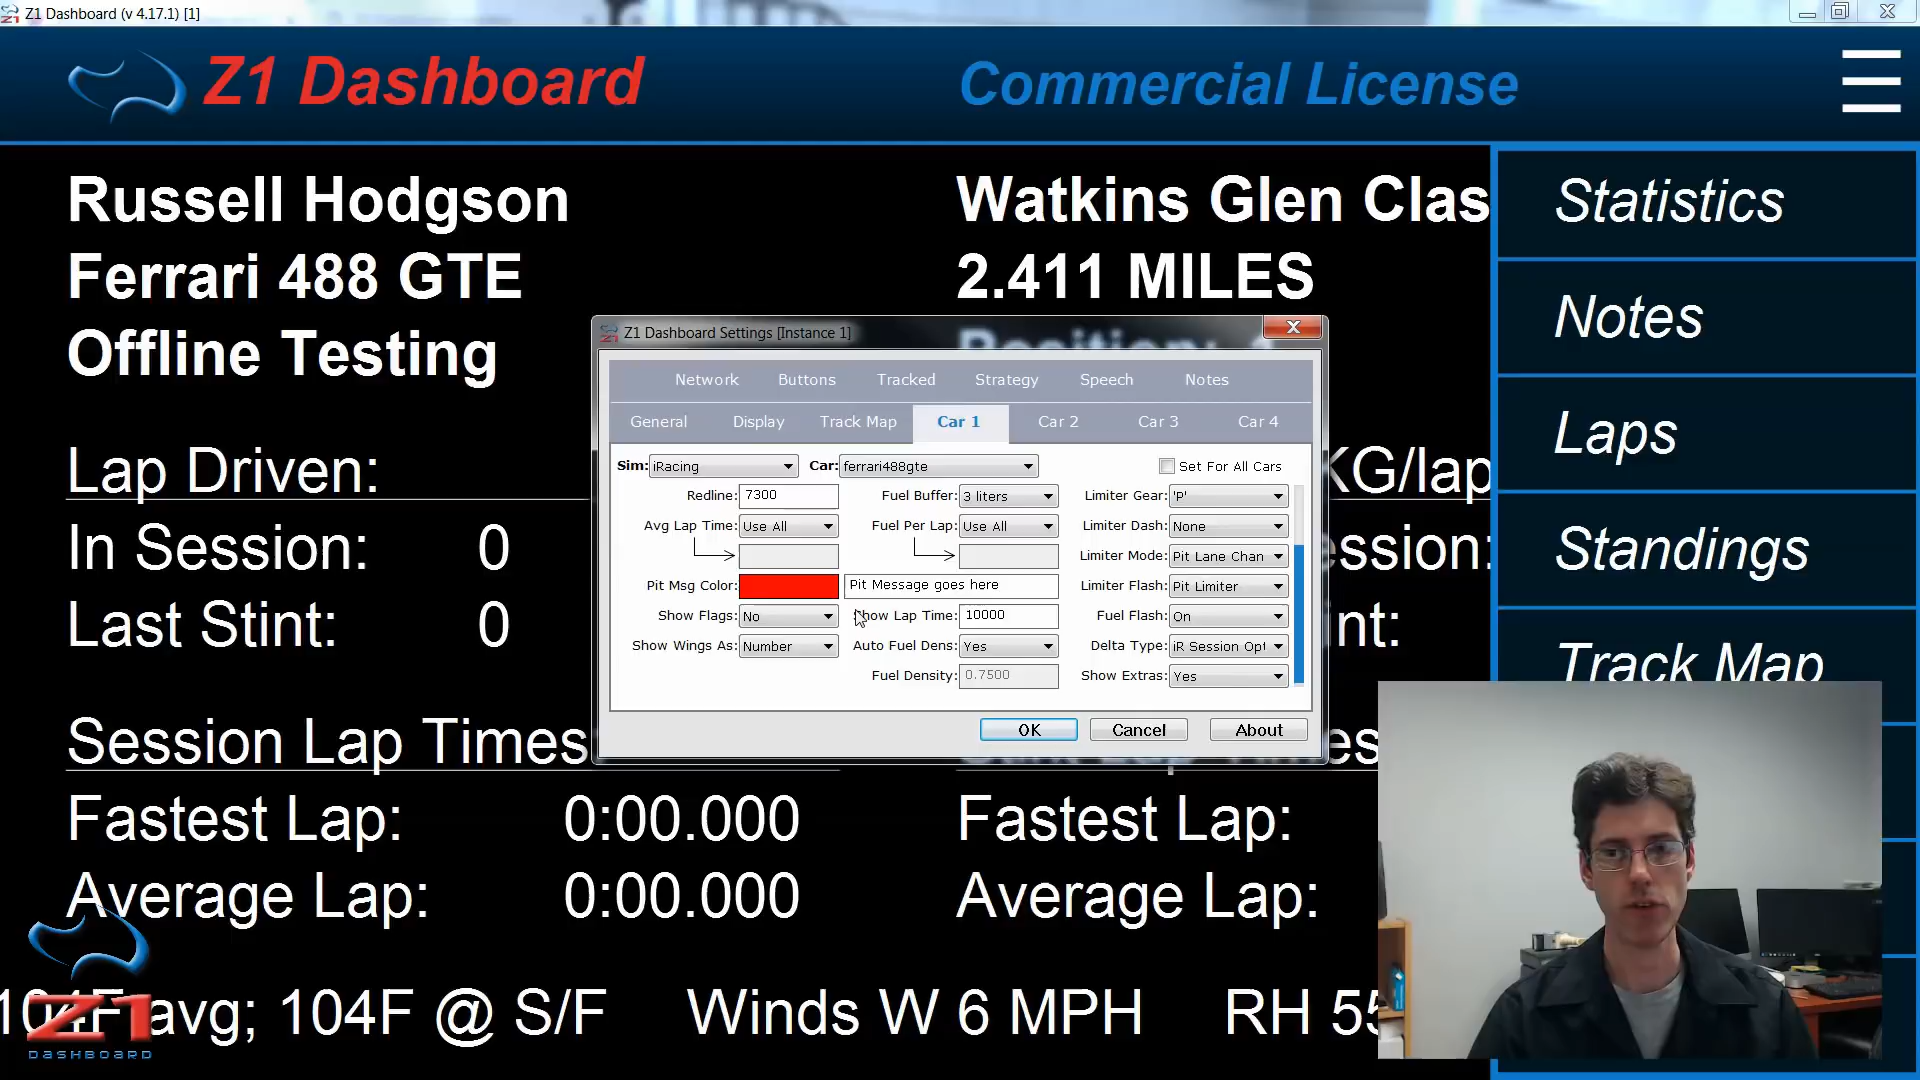 Z1 Dashboard (v 4.17.1) [1]
Z1 Dashboard
Commercial License
Russell Hodgson
Ferrari 488 GTE
Offline Testing
Watkins Glen Clas
2.411 MILES
Position:
Lap Driven:
KG/lap
In Session: 0
ession:
Last Stint: 0
int:
Session Lap Times
Fastest Lap: 0:00.000
Fastest Lap:
Average Lap: 0:00.000
Average Lap:
104F avg; 104F @ S/F
Winds W 6 MPH
RH 55
Statistics
Notes
Laps
Standings
Track Map
Z1 Dashboard Settings [Instance 1]
Network Buttons Tracked Strategy Speech Notes
General Display Track Map Car 1 Car 2 Car 3 Car 4
Sim: iRacing Car: ferrari488gte Set For All Cars
Redline: 7300 Fuel Buffer: 3 liters Limiter Gear: 'P'
Avg Lap Time: Use All Fuel Per Lap: Use All Limiter Dash: None
Limiter Mode: Pit Lane Chan
Pit Msg Color: Pit Message goes here Limiter Flash: Pit Limiter
Show Flags: No Show Lap Time: 10000 Fuel Flash: On
Show Wings As: Number Auto Fuel Dens: Yes Delta Type: iR Session Opt
Fuel Density: 0.7500 Show Extras: Yes
OK Cancel About
Z1
DASHBOARD